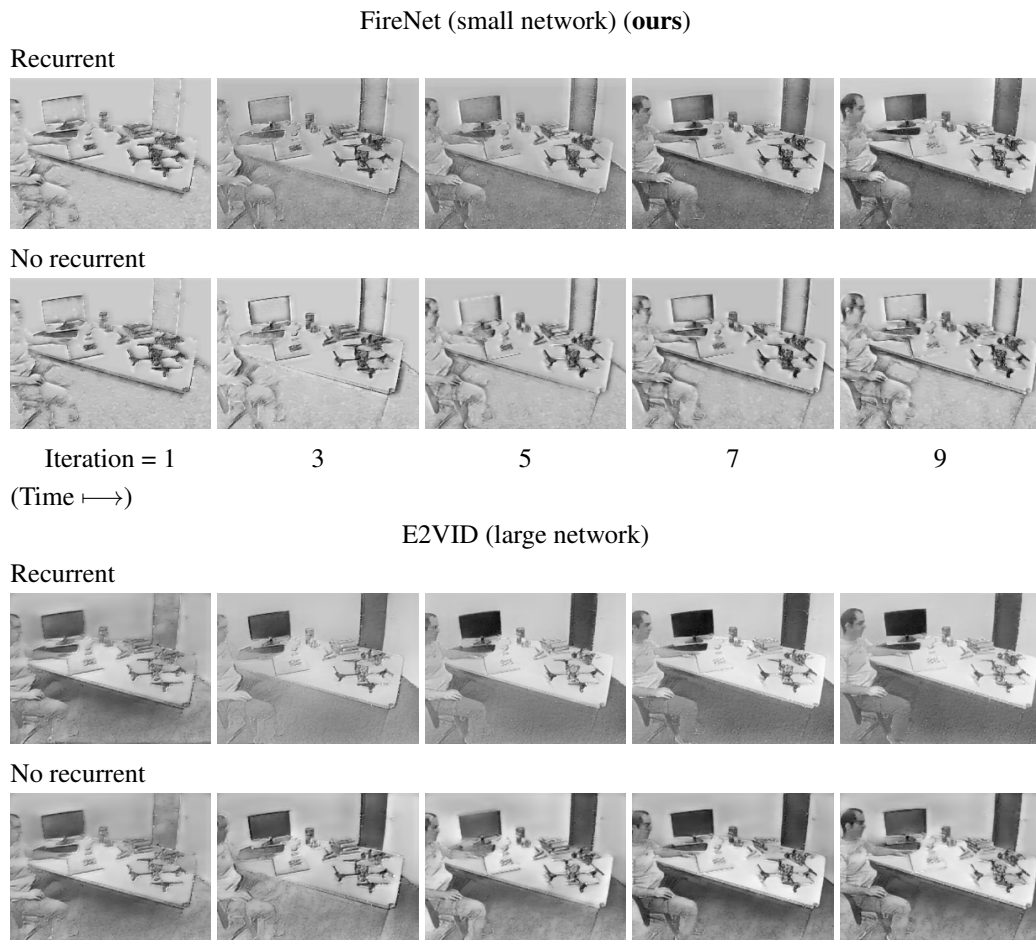 FireNet (small network) (ours)
Recurrent
No recurrent
Iteration = 1 3 5 7 9
(Time ⟼)
E2VID (large network)
Recurrent
No recurrent